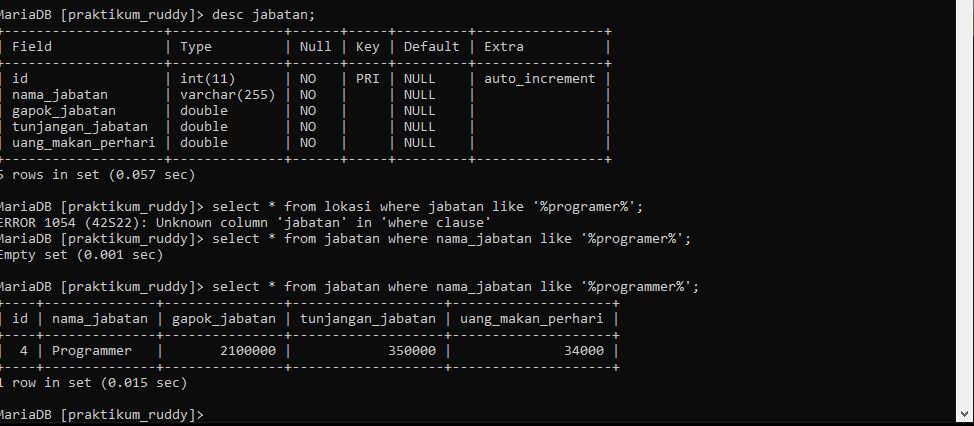 MariaDB [praktikum_ruddy]> desc jabatan;
+--------------------+--------------+------+-----+---------+----------------+
| Field              | Type         | Null | Key | Default | Extra          |
+--------------------+--------------+------+-----+---------+----------------+
| id                 | int(11)      | NO   | PRI | NULL    | auto_increment |
| nama_jabatan       | varchar(255) | NO   |     | NULL    |                |
| gapok_jabatan      | double       | NO   |     | NULL    |                |
| tunjangan_jabatan  | double       | NO   |     | NULL    |                |
| uang_makan_perhari | double       | NO   |     | NULL    |                |
+--------------------+--------------+------+-----+---------+----------------+
5 rows in set (0.057 sec)
MariaDB [praktikum_ruddy]> select * from lokasi where jabatan like '%programer%';
ERROR 1054 (42S22): Unknown column 'jabatan' in 'where clause'
MariaDB [praktikum_ruddy]> select * from jabatan where nama_jabatan like '%programer%';
Empty set (0.001 sec)
MariaDB [praktikum_ruddy]> select * from jabatan where nama_jabatan like '%programmer%';
+----+--------------+---------------+-------------------+--------------------+
| id | nama_jabatan | gapok_jabatan | tunjangan_jabatan | uang_makan_perhari |
+----+--------------+---------------+-------------------+--------------------+
|  4 | Programmer   |       2100000 |            350000 |              34000 |
+----+--------------+---------------+-------------------+--------------------+
1 row in set (0.015 sec)
MariaDB [praktikum_ruddy]>